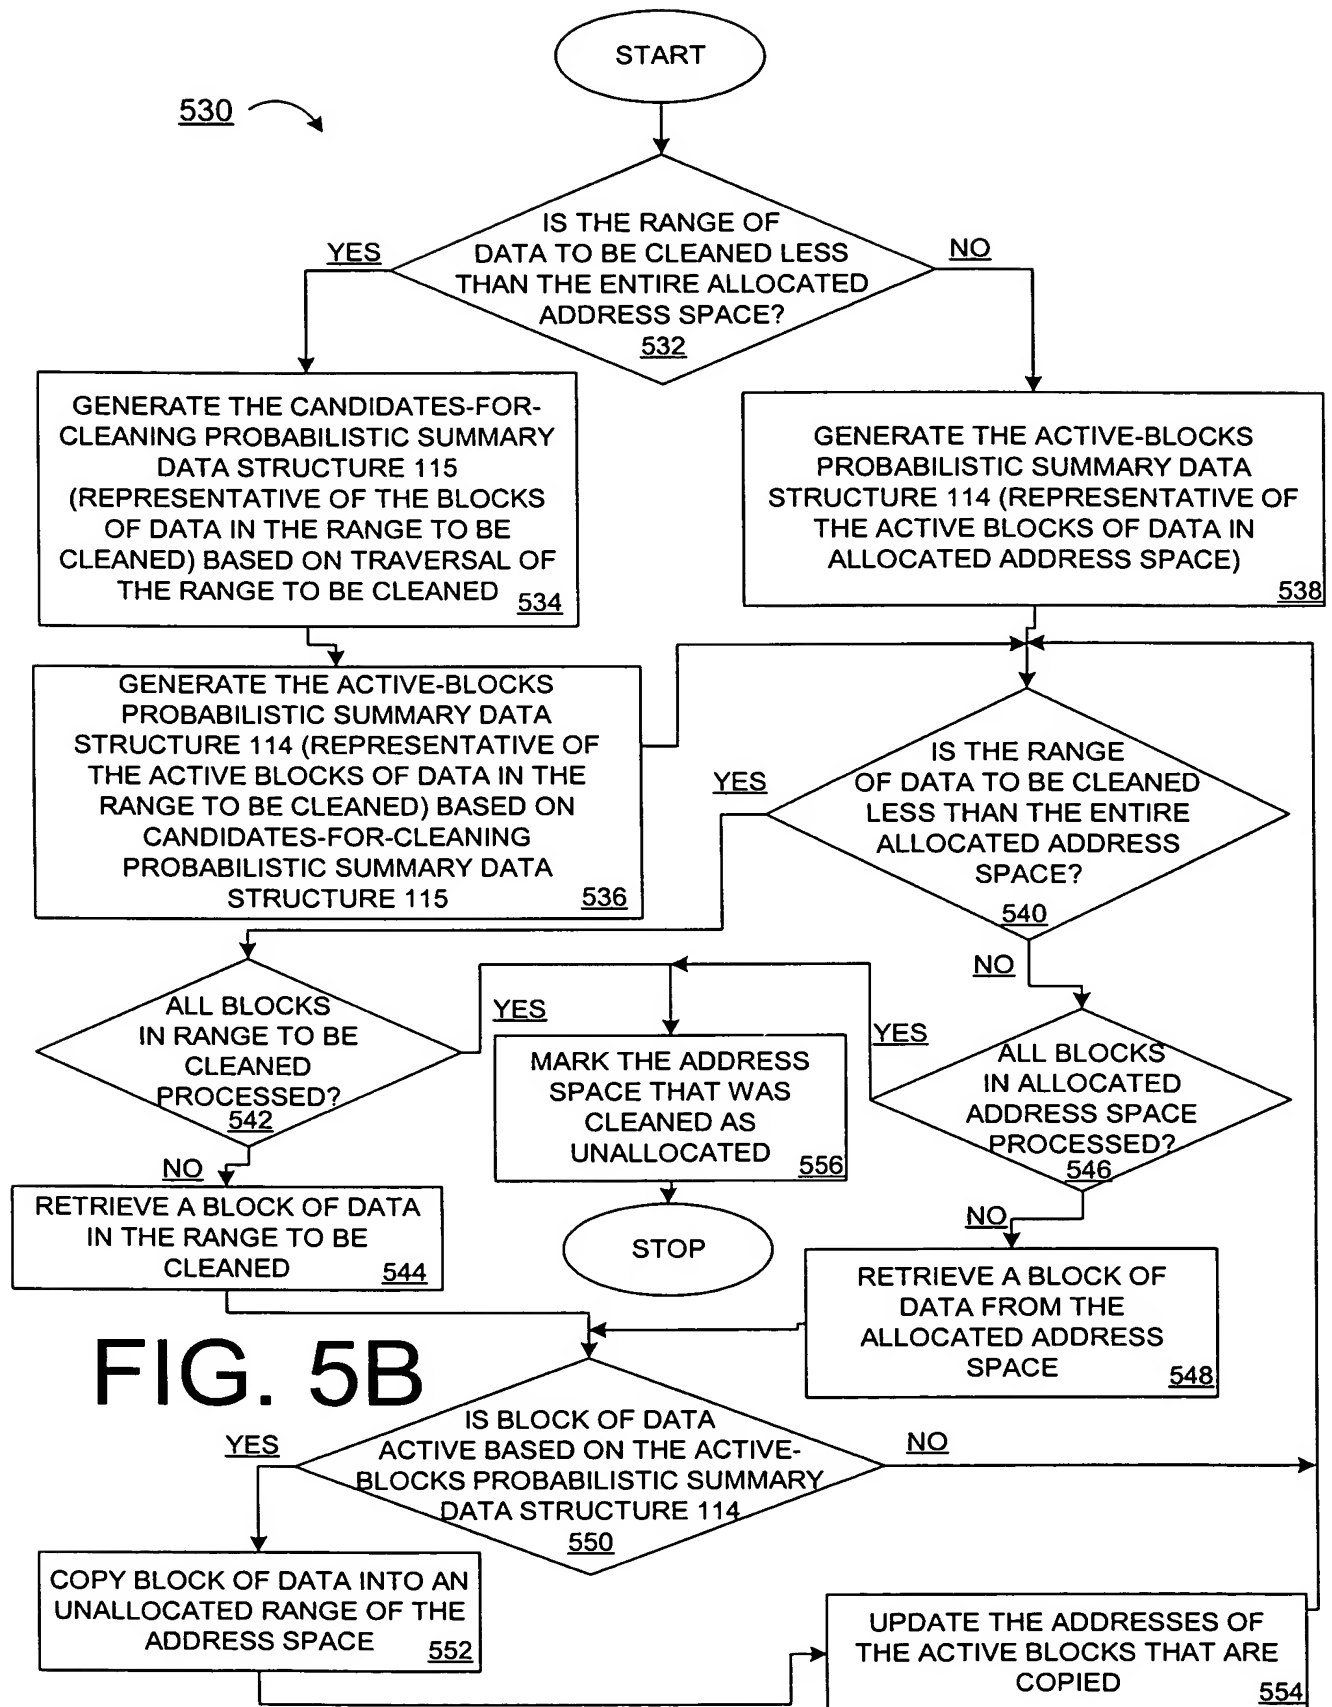 START
530
IS THE RANGE OF
DATA TO BE CLEANED LESS
THAN THE ENTIRE ALLOCATED
ADDRESS SPACE?
532
YES
NO
GENERATE THE CANDIDATES-FOR-
CLEANING PROBABILISTIC SUMMARY
DATA STRUCTURE 115
(REPRESENTATIVE OF THE BLOCKS
OF DATA IN THE RANGE TO BE
CLEANED) BASED ON TRAVERSAL OF
THE RANGE TO BE CLEANED
534
GENERATE THE ACTIVE-BLOCKS
PROBABILISTIC SUMMARY DATA
STRUCTURE 114 (REPRESENTATIVE OF
THE ACTIVE BLOCKS OF DATA IN
ALLOCATED ADDRESS SPACE)
538
GENERATE THE ACTIVE-BLOCKS
PROBABILISTIC SUMMARY DATA
STRUCTURE 114 (REPRESENTATIVE OF
THE ACTIVE BLOCKS OF DATA IN THE
RANGE TO BE CLEANED) BASED ON
CANDIDATES-FOR-CLEANING
PROBABILISTIC SUMMARY DATA
STRUCTURE 115
536
IS THE RANGE
OF DATA TO BE CLEANED
LESS THAN THE ENTIRE
ALLOCATED ADDRESS
SPACE?
540
YES
NO
ALL BLOCKS
IN RANGE TO BE
CLEANED
PROCESSED?
542
YES
NO
MARK THE ADDRESS
SPACE THAT WAS
CLEANED AS
UNALLOCATED
556
STOP
ALL BLOCKS
IN ALLOCATED
ADDRESS SPACE
PROCESSED?
546
YES
NO
RETRIEVE A BLOCK OF DATA
IN THE RANGE TO BE
CLEANED
544
RETRIEVE A BLOCK OF
DATA FROM THE
ALLOCATED ADDRESS
SPACE
548
FIG. 5B
IS BLOCK OF DATA
ACTIVE BASED ON THE ACTIVE-
BLOCKS PROBABILISTIC SUMMARY
DATA STRUCTURE 114
550
YES
NO
COPY BLOCK OF DATA INTO AN
UNALLOCATED RANGE OF THE
ADDRESS SPACE
552
UPDATE THE ADDRESSES OF
THE ACTIVE BLOCKS THAT ARE
COPIED
554